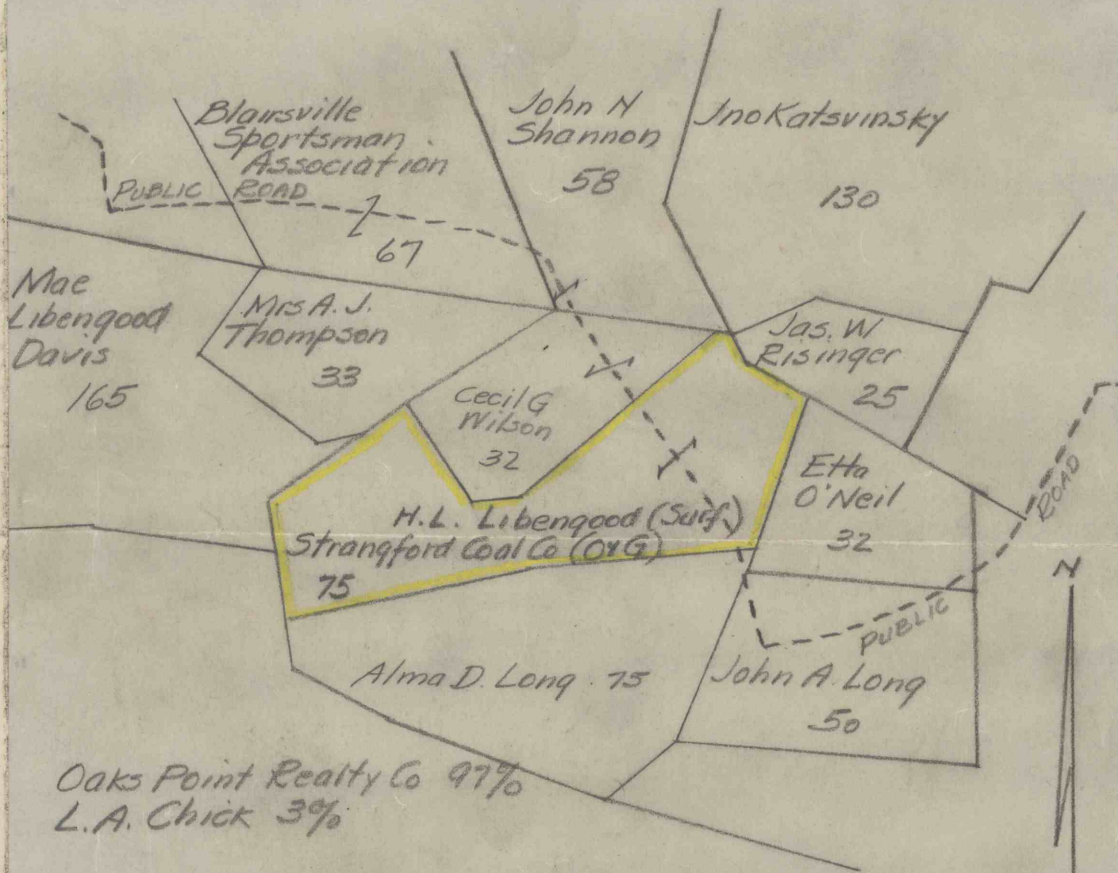 Blairsville
Sportsman
Association
67
John N
Shannon
58
Jno Katsvinsky
130
PUBLIC ROAD
Mae
Libengood
Davis
165
Mrs A. J.
Thompson
33
Cecil G
Wilson
32
Jas. W
Risinger
25
Etta
O'Neil
32
H.L. Libengood (Surf.)
Strangford Coal Co (O&G)
75
ROAD
PUBLIC
N
Alma D. Long 75
John A. Long
50
Oaks Point Realty Co 97%
L.A. Chick 3%